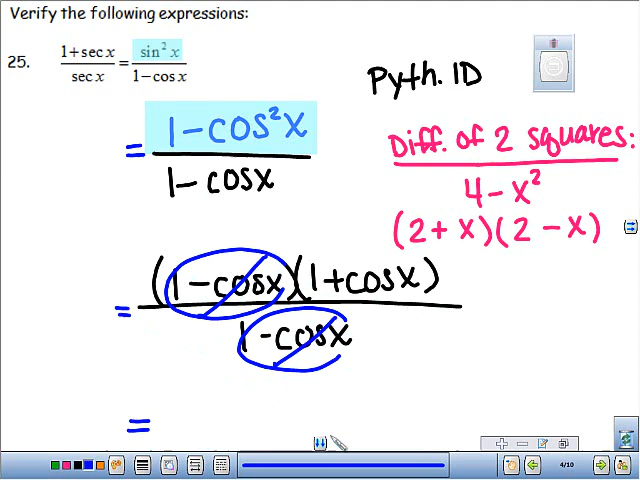 Verify the following expressions:
25. (1 + sec x)/(sec x) = (sin² x)/(1 − cos x)
Pyth. ID
= (1 - cos²x)/(1 - cosx)
Diff. of 2 squares:
4 - x²
(2 + x)(2 - x)
= ((1 - cosx)(1 + cosx))/(1 - cosx)
=
4/10